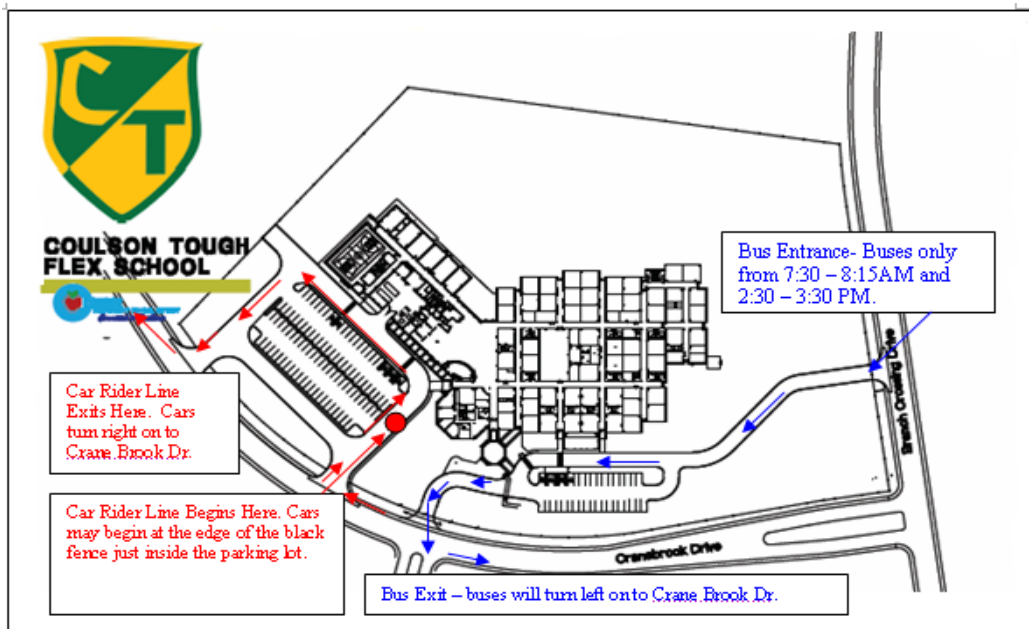 CT
COULSON TOUGH
FLEX SCHOOL
Bus Entrance- Buses only
from 7:30 – 8:15AM and
2:30 – 3:30 PM.
Branch Crossing Drive
Car Rider Line
Exits Here. Cars
turn right on to
Crane Brook Dr.
Car Rider Line Begins Here. Cars
may begin at the edge of the black
fence just inside the parking lot.
Cranebrook Drive
Bus Exit – buses will turn left on to Crane Brook Dr.